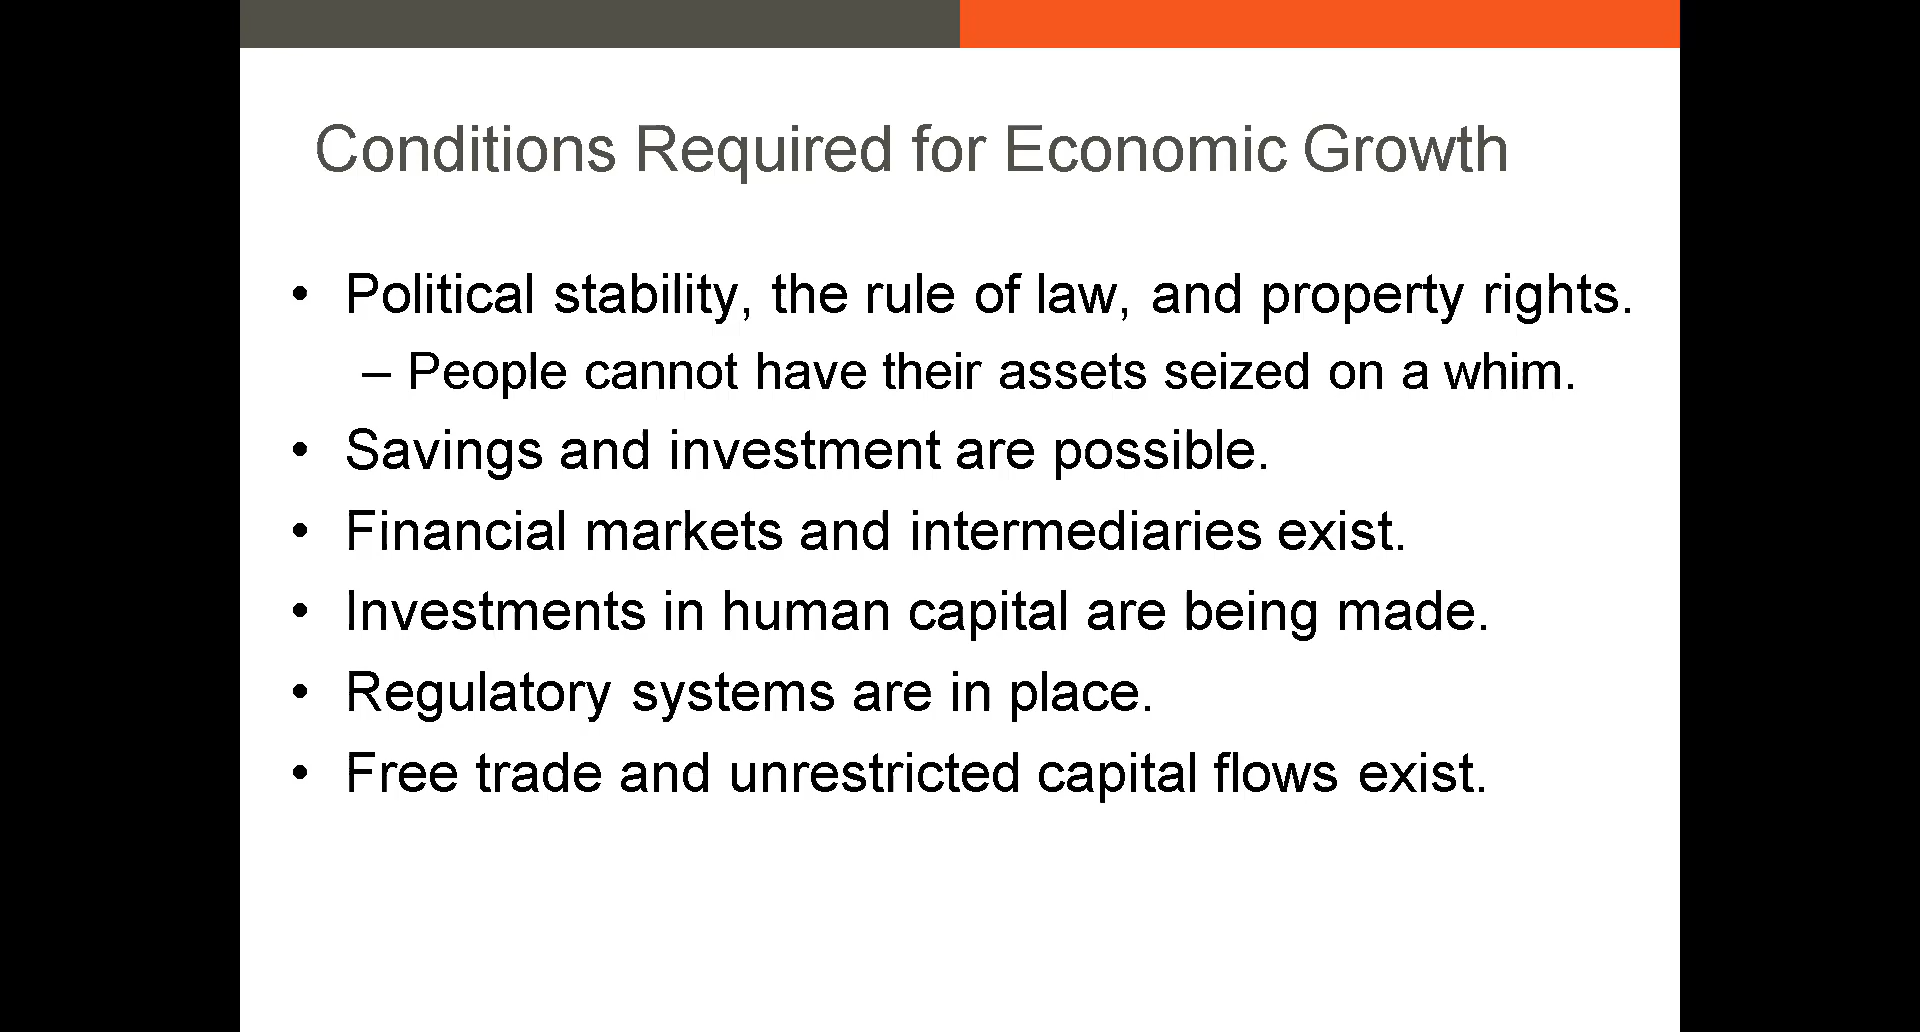 Conditions Required for Economic Growth
• Political stability, the rule of law, and property rights.
– People cannot have their assets seized on a whim.
• Savings and investment are possible.
• Financial markets and intermediaries exist.
• Investments in human capital are being made.
• Regulatory systems are in place.
• Free trade and unrestricted capital flows exist.